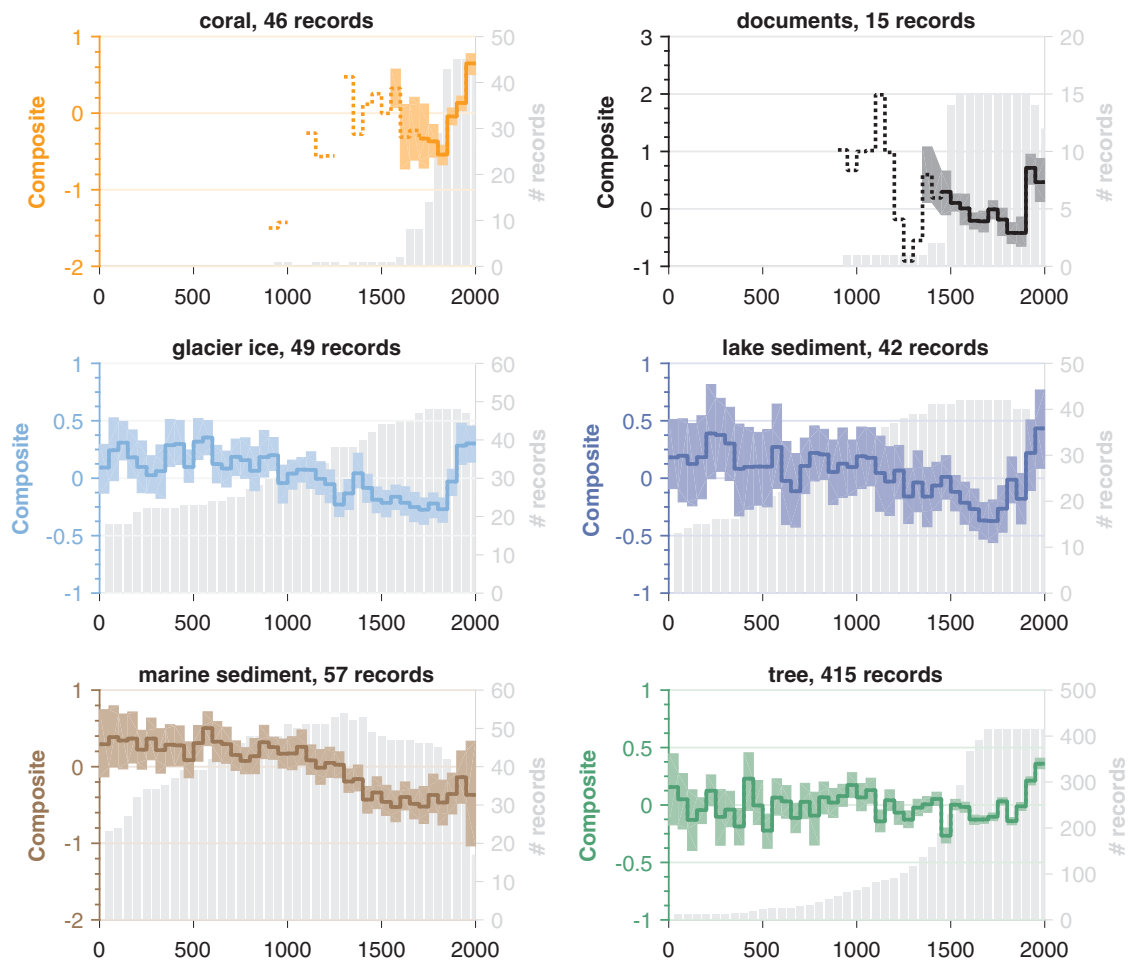 coral, 46 records
documents, 15 records
1
0
-1
-2
Composite
50
40
30
20
10
0
# records
0 500 1000 1500 2000
3
2
1
0
-1
Composite
20
15
10
5
0
# records
0 500 1000 1500 2000
glacier ice, 49 records
lake sediment, 42 records
1
0.5
0
-0.5
-1
Composite
60
50
40
30
20
10
0
# records
0 500 1000 1500 2000
1
0.5
0
-0.5
-1
Composite
50
40
30
20
10
0
# records
0 500 1000 1500 2000
marine sediment, 57 records
tree, 415 records
1
0
-1
-2
Composite
60
50
40
30
20
10
0
# records
0 500 1000 1500 2000
1
0.5
0
-0.5
-1
Composite
500
400
300
200
100
0
# records
0 500 1000 1500 2000